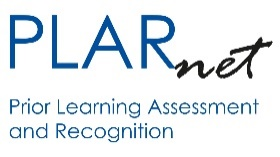 PLARnet
Prior Learning Assessment
and Recognition